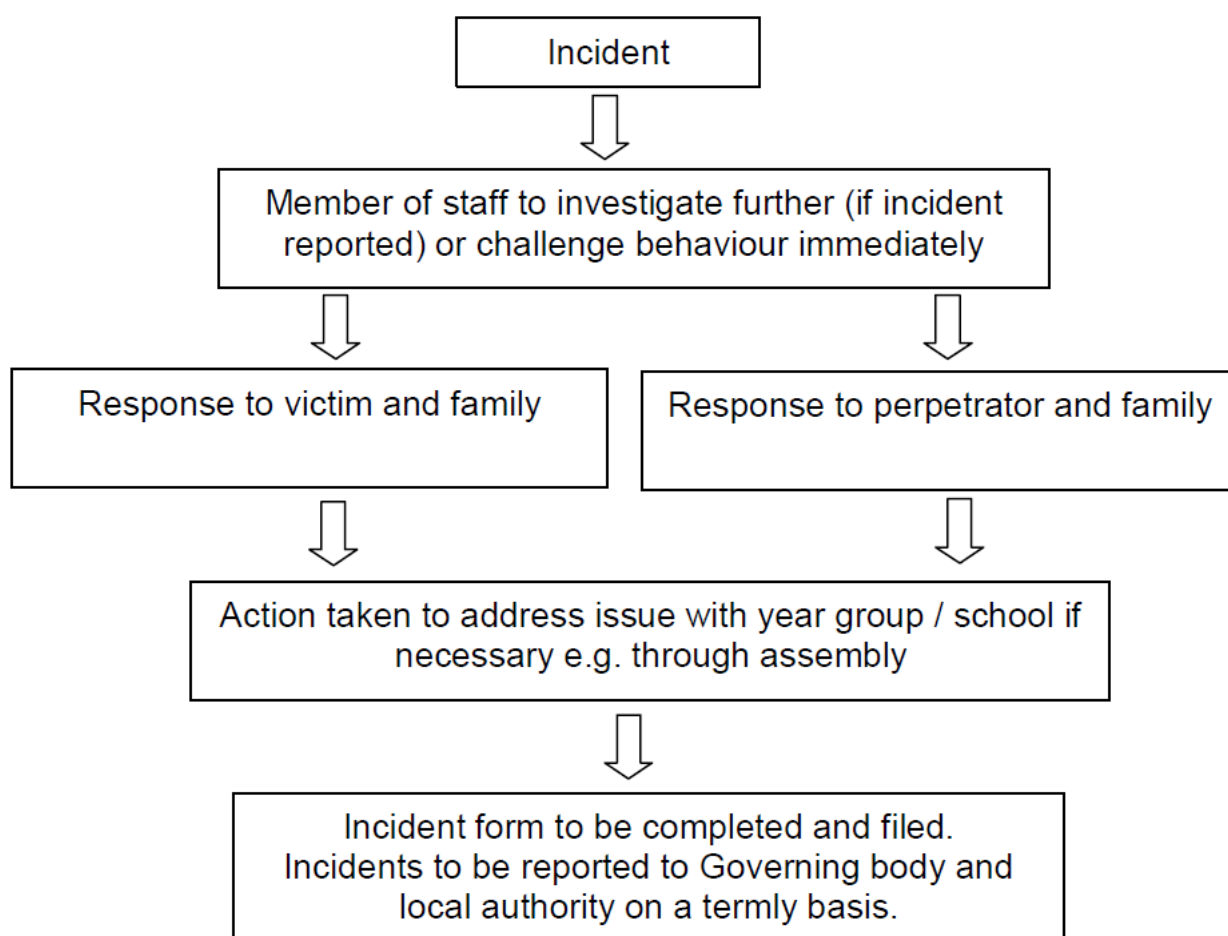 Incident
Member of staff to investigate further (if incident
reported) or challenge behaviour immediately
Response to victim and family
Response to perpetrator and family
Action taken to address issue with year group / school if
necessary e.g. through assembly
Incident form to be completed and filed.
Incidents to be reported to Governing body and
local authority on a termly basis.